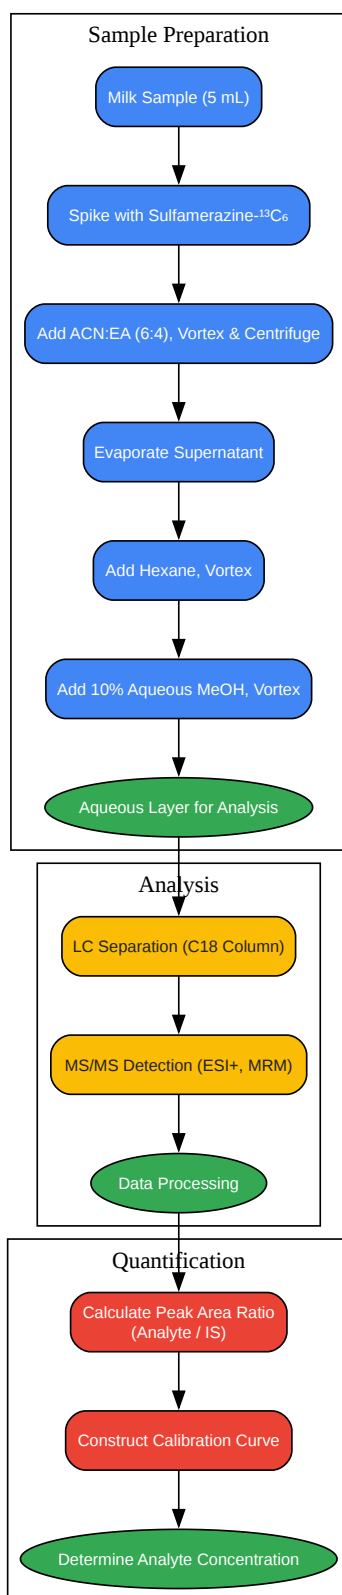 Sample Preparation
Milk Sample (5 mL)
Spike with Sulfamerazine-¹³C₆
Add ACN:EA (6:4), Vortex & Centrifuge
Evaporate Supernatant
Add Hexane, Vortex
Add 10% Aqueous MeOH, Vortex
Aqueous Layer for Analysis
Analysis
LC Separation (C18 Column)
MS/MS Detection (ESI+, MRM)
Data Processing
Quantification
Calculate Peak Area Ratio
(Analyte / IS)
Construct Calibration Curve
Determine Analyte Concentration